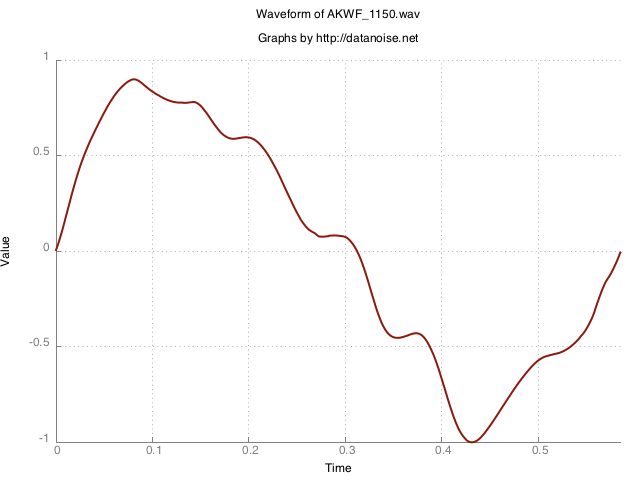 Waveform of AKWF_1150.wav
Graphs by http://datanoise.net
1
0.5
0
-0.5
-1
Value
0 0.1 0.2 0.3 0.4 0.5
Time